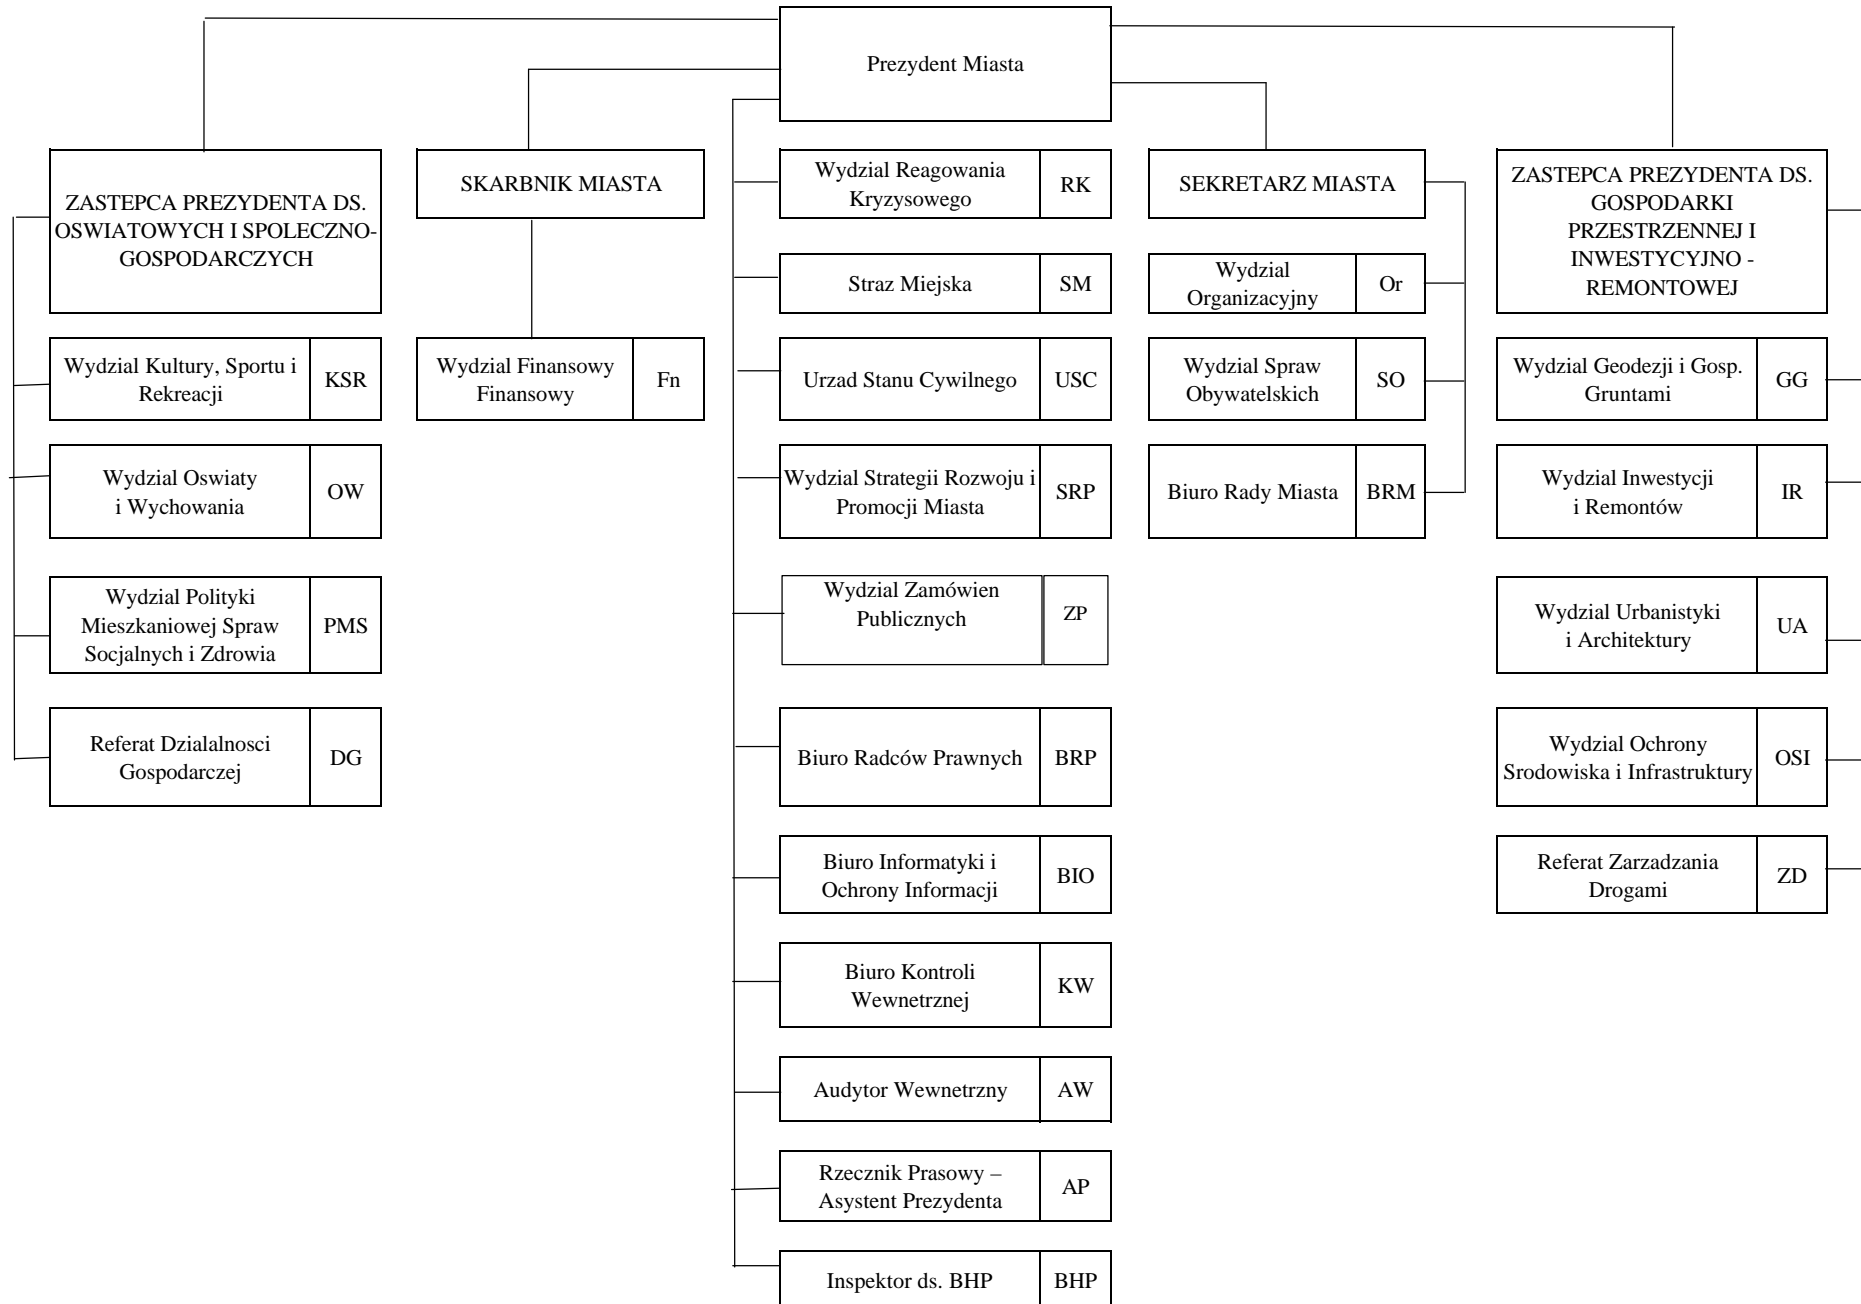 Prezydent Miasta
ZASTEPCA PREZYDENTA DS.
OSWIATOWYCH I SPOLECZNO-
GOSPODARCZYCH
Wydzial Kultury, Sportu i
Rekreacji
KSR
Wydzial Oswiaty
i Wychowania
OW
Wydzial Polityki
Mieszkaniowej Spraw
Socjalnych i Zdrowia
PMS
Referat Dzialalnosci
Gospodarczej
DG
SKARBNIK MIASTA
Wydzial Finansowy
Finansowy
Fn
Wydzial Reagowania
Kryzysowego
RK
Straz Miejska
SM
Urzad Stanu Cywilnego
USC
Wydzial Strategii Rozwoju i
Promocji Miasta
SRP
Wydzial Zamówien
Publicznych
ZP
Biuro Radców Prawnych
BRP
Biuro Informatyki i
Ochrony Informacji
BIO
Biuro Kontroli
Wewnetrznej
KW
Audytor Wewnetrzny
AW
Rzecznik Prasowy –
Asystent Prezydenta
AP
Inspektor ds. BHP
BHP
SEKRETARZ MIASTA
Wydzial
Organizacyjny
Or
Wydzial Spraw
Obywatelskich
SO
Biuro Rady Miasta
BRM
ZASTEPCA PREZYDENTA DS.
GOSPODARKI
PRZESTRZENNEJ I
INWESTYCYJNO -
REMONTOWEJ
Wydzial Geodezji i Gosp.
Gruntami
GG
Wydzial Inwestycji
i Remontów
IR
Wydzial Urbanistyki
i Architektury
UA
Wydzial Ochrony
Srodowiska i Infrastruktury
OSI
Referat Zarzadzania
Drogami
ZD